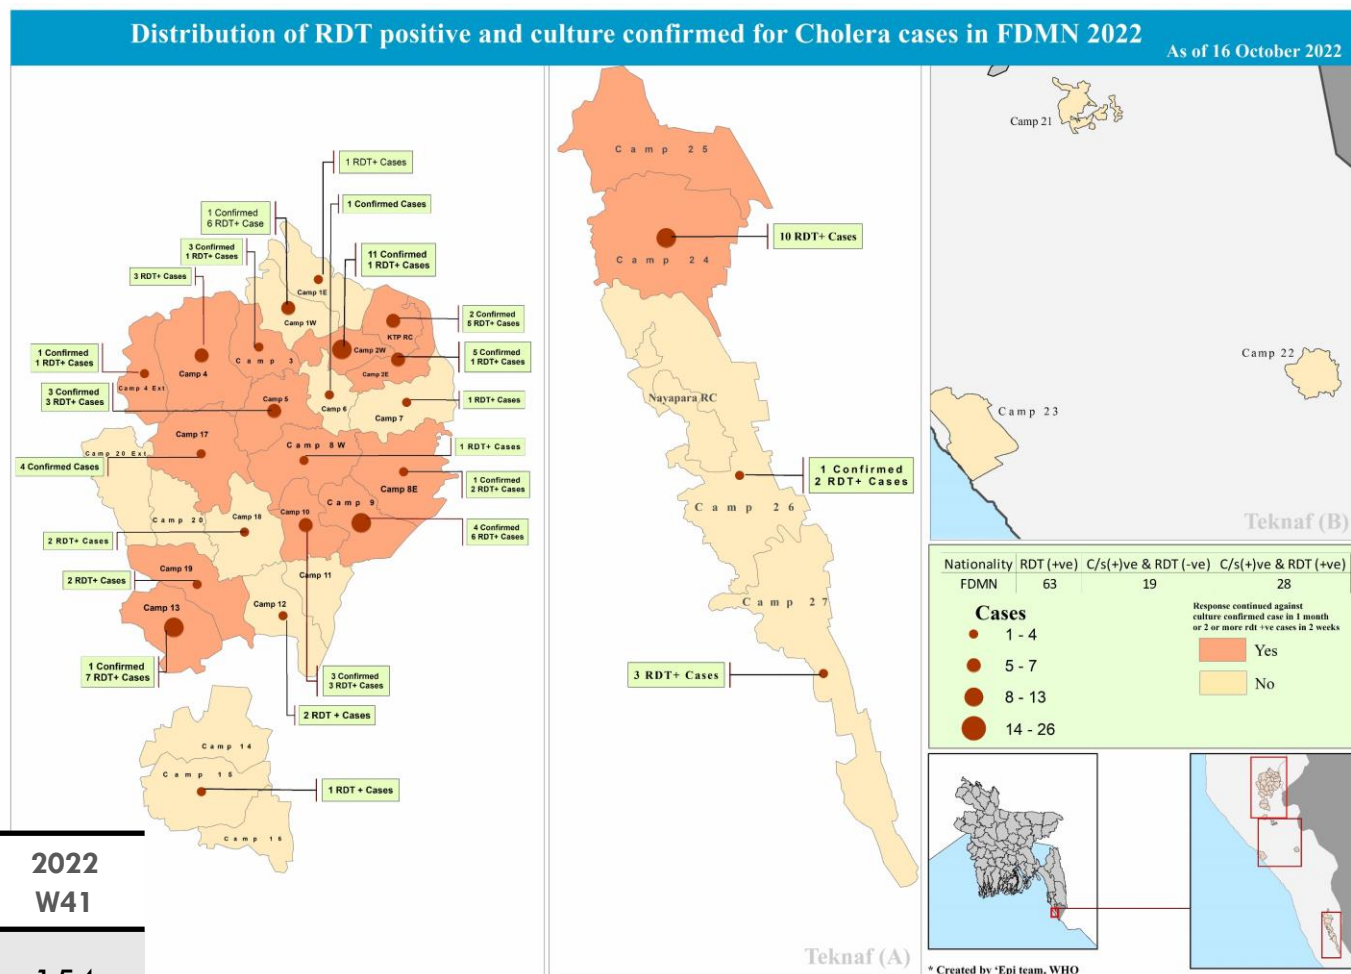 Distribution of RDT positive and culture confirmed for Cholera cases in FDMN 2022
As of 16 October 2022
1 RDT+ Cases
1 Confirmed Cases
1 Confirmed
6 RDT+ Case
3 Confirmed
1 RDT+ Cases
11 Confirmed
1 RDT+ Cases
3 RDT+ Cases
Camp 1E
Camp 1W
2 Confirmed
5 RDT+ Cases
KTP RC
1 Confirmed
1 RDT+ Cases
Camp 2W
5 Confirmed
1 RDT+ Cases
Camp 3
Camp 4
Camp 2E
Camp 4 Ext
3 Confirmed
3 RDT+ Cases
Camp 5
Camp 6
Camp 7
1 RDT+ Cases
Camp 17
Camp 8W
1 RDT+ Cases
Camp 20 Ext.
4 Confirmed Cases
Camp 8E
1 Confirmed
2 RDT+ Cases
Camp 9
Camp 10
Camp 18
Camp 20
4 Confirmed
6 RDT+ Cases
2 RDT+ Cases
Camp 19
Camp 11
2 RDT+ Cases
Camp 13
Camp 12
1 Confirmed
7 RDT+ Cases
3 Confirmed
3 RDT+ Cases
2 RDT + Cases
Camp 14
Camp 15
1 RDT + Cases
Camp 16
2022
W41
Camp 25
10 RDT+ Cases
Camp 24
Nayapara RC
1 Confirmed
2 RDT+ Cases
Camp 26
Camp 27
3 RDT+ Cases
Teknaf (A)
Camp 21
Camp 22
Camp 23
Teknaf (B)
Nationality RDT (+ve) C/s(+)ve & RDT (-ve) C/s(+)ve & RDT (+ve)
FDMN 63 19 28
Cases
1 - 4
5 - 7
8 - 13
14 - 26
Response continued against
culture confirmed case in 1 month
or 2 or more rdt +ve cases in 2 weeks
Yes
No
* Created by 'Epi team, WHO